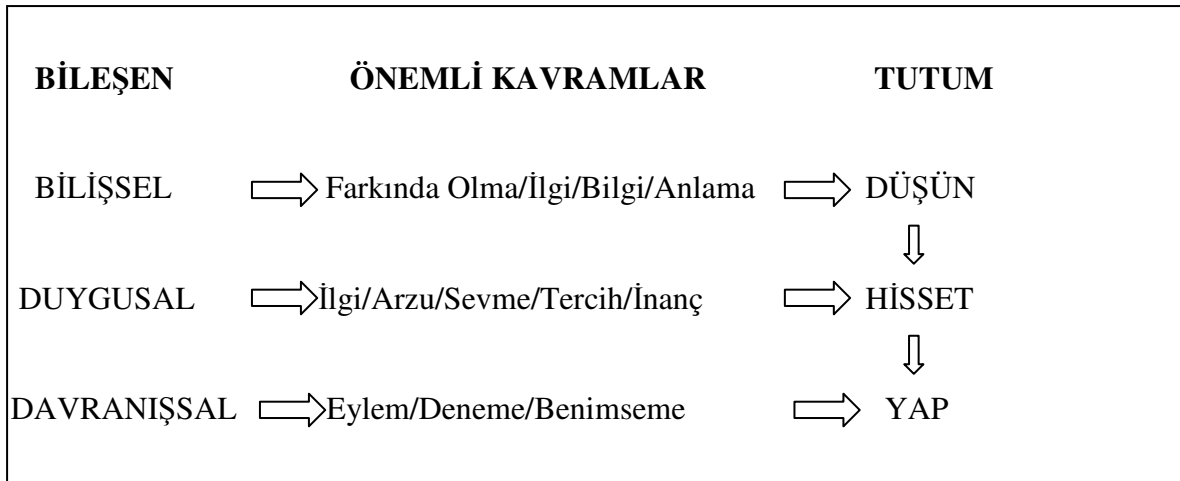 BİLEŞEN ÖNEMLİ KAVRAMLAR TUTUM
BİLİŞSEL Farkında Olma/İlgi/Bilgi/Anlama DÜŞÜN
DUYGUSAL İlgi/Arzu/Sevme/Tercih/İnanç HİSSET
DAVRANIŞSAL Eylem/Deneme/Benimseme YAP